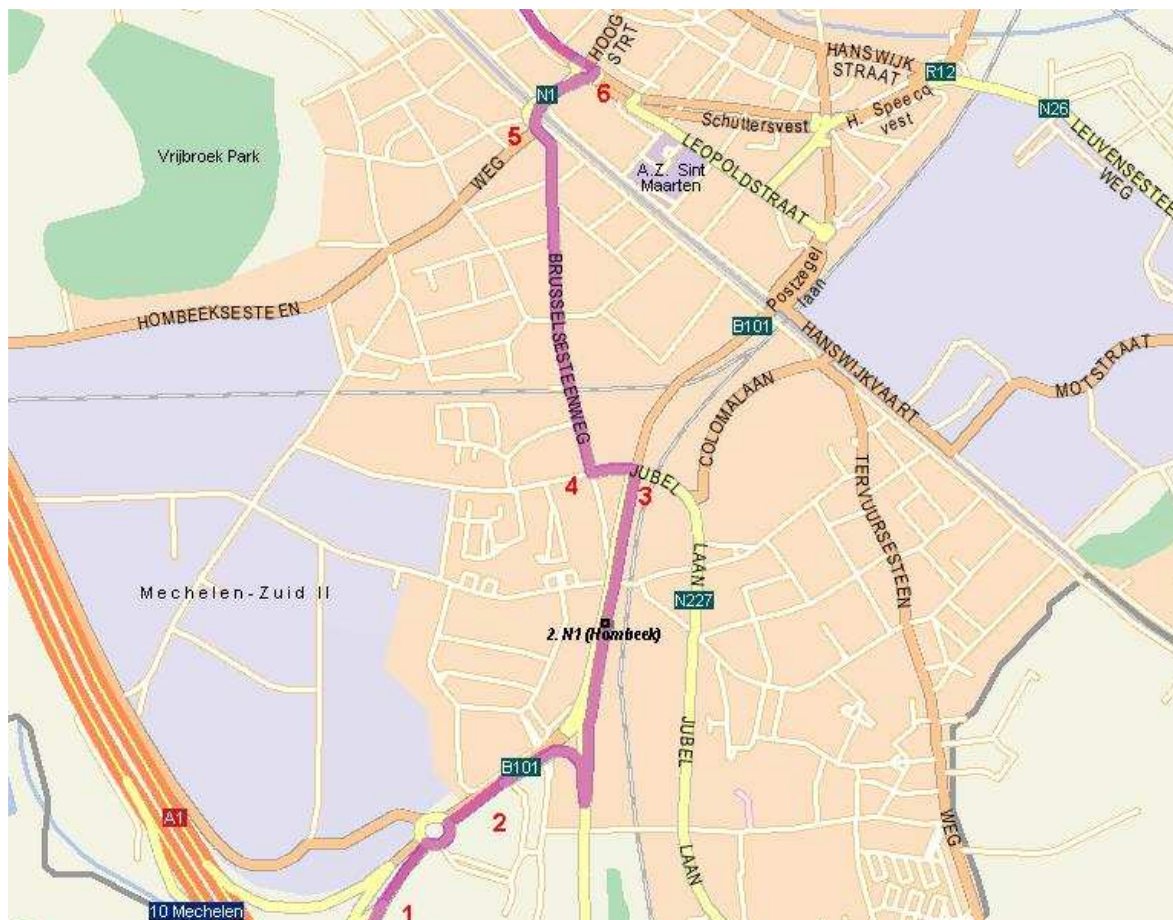 HOOG
STRT
HANSWIJK
STRAAT
R12
N26
N1
6
5
Schuttersvest
H. Speecq
vest
LEUVENSESTEE
WEG
Vrijbroek Park
WEG
A.Z. Sint
Maarten
LEOPOLDSTRAAT
BRUSSELSESTEENWEG
Postzegel
laan
HOMBEEKSESTEEN
B101
HANSWIJKVAART
MOTSTRAAT
COLOMALAAN
4
JUBEL
3
TERVUURSESTEEN
LAAN
Mechelen-Zuid II
N227
2. N1 (Hombeek)
JUBEL
B101
A1
2
WEG
LAAN
10 Mechelen
1